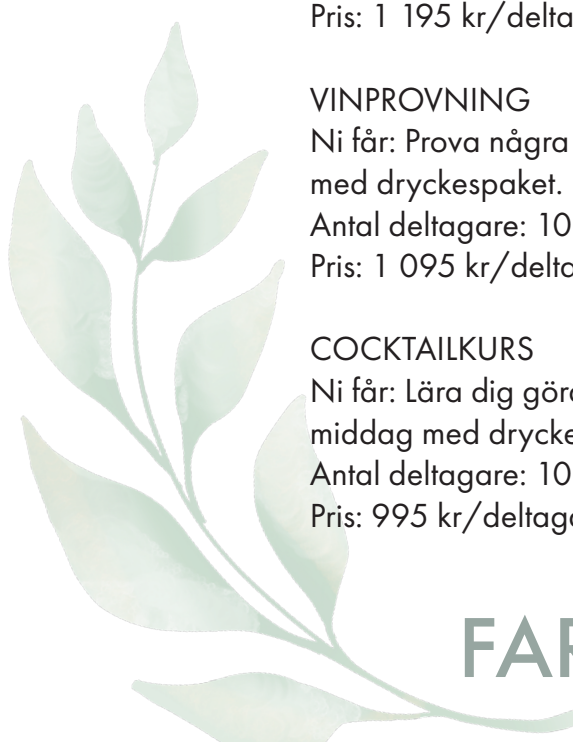 Pris: 1 195 kr/delta
VINPROVNING
Ni får: Prova några
med dryckespaket.
Antal deltagare: 10
Pris: 1 095 kr/delta
COCKTAILKURS
Ni får: Lära dig göra
middag med drycke
Antal deltagare: 10
Pris: 995 kr/deltaga
FAR